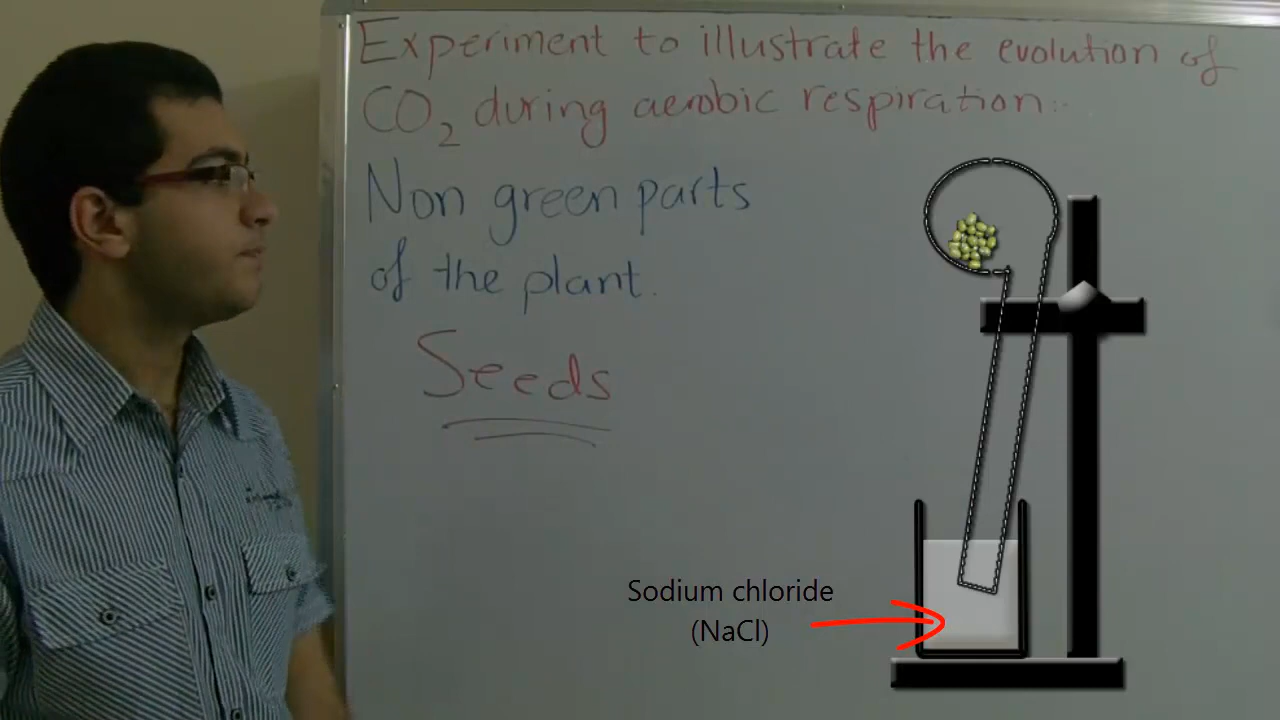 Experiment to illustrate the evolution of
CO₂ during aerobic respiration:
Non green parts
of the plant.
Seeds
Sodium chloride
(NaCl)